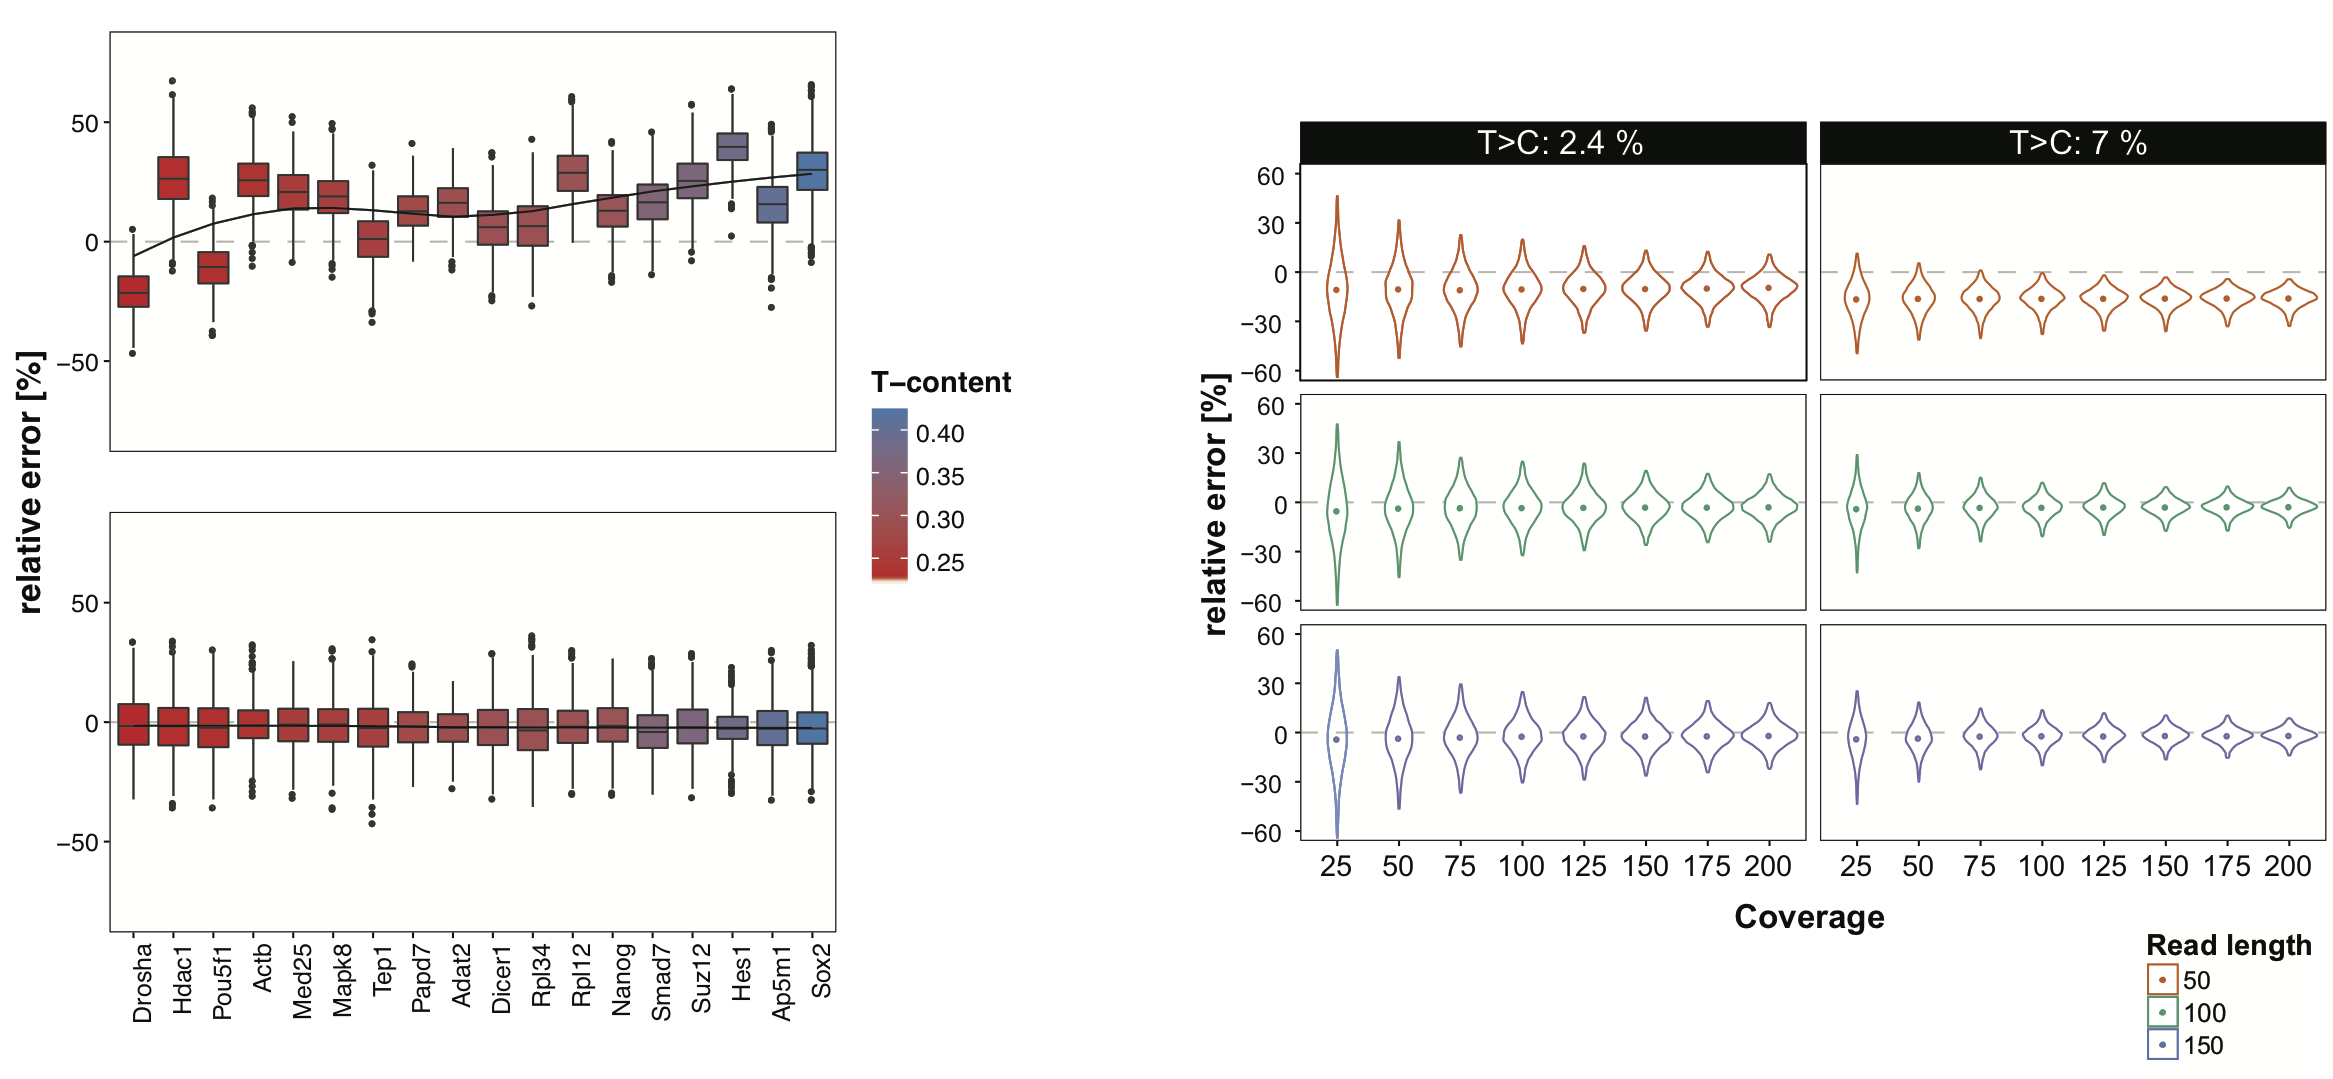 relative error [%]
50
0
−50
50
0
−50
Drosha
Hdac1
Pou5f1
Actb
Med25
Mapk8
Tep1
Papd7
Adat2
Dicer1
Rpl34
Rpl12
Nanog
Smad7
Suz12
Hes1
Ap5m1
Sox2
T−content
0.40
0.35
0.30
0.25
T>C: 2.4 %
T>C: 7 %
relative error [%]
60
30
0
−30
−60
60
30
0
−30
−60
60
30
0
−30
−60
25 50 75 100 125 150 175 200
25 50 75 100 125 150 175 200
Coverage
Read length
50
100
150